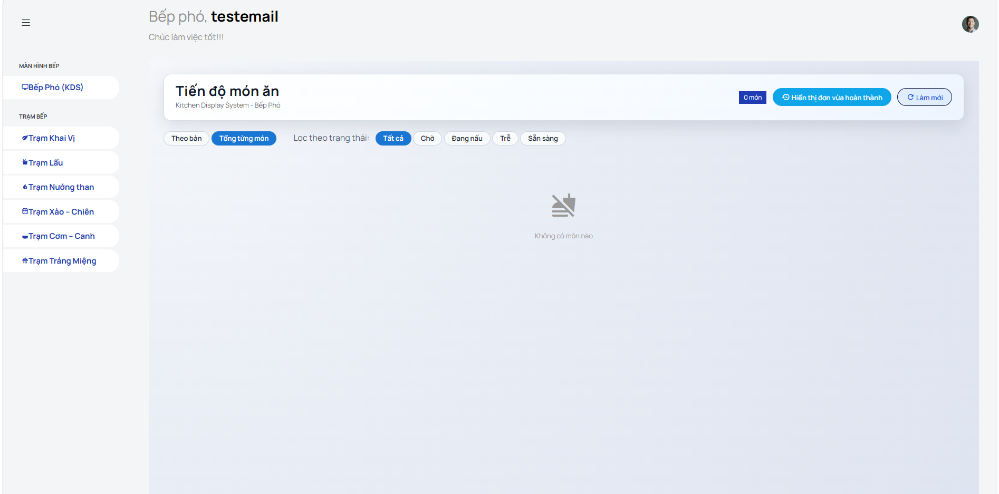 Bếp phó, testemail
Chúc làm việc tốt!!!
MÀN HÌNH BẾP
Bếp Phó (KDS)
TRẠM BẾP
Trạm Khai Vị
Trạm Lẩu
Trạm Nướng than
Trạm Xào – Chiên
Trạm Cơm – Canh
Trạm Tráng Miệng
Tiến độ món ăn
Kitchen Display System - Bếp Phó
0 món
Hiển thị đơn vừa hoàn thành
Làm mới
Theo bàn
Tổng từng món
Lọc theo trạng thái:
Tất cả
Chờ
Đang nấu
Trễ
Sẵn sàng
Không có món nào